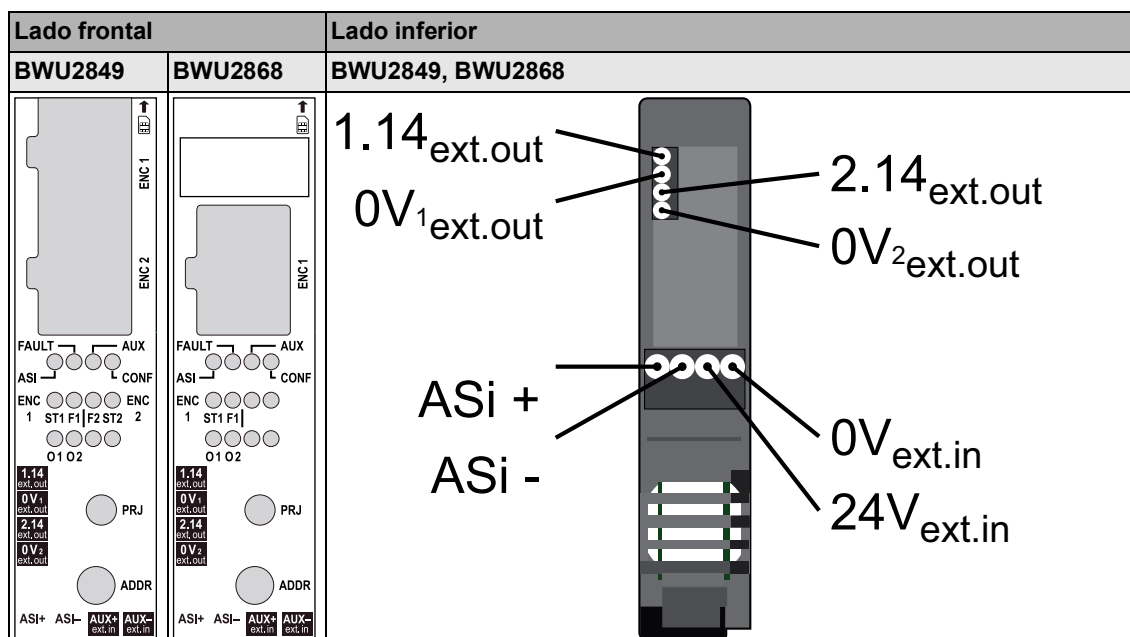 Lado frontal Lado inferior
BWU2849 BWU2868 BWU2849, BWU2868
ENC 1
ENC 2
FAULT AUX
ASI CONF
ENC ENC
1 ST1 F1 | F2 ST2 2
O1 O2
1.14 ext.out
0V1 ext.out
PRJ
2.14 ext.out
0V2 ext.out
ADDR
ASI+ ASI– AUX+ ext.in AUX– ext.in
ENC 1
FAULT AUX
ASI CONF
ENC
1 ST1 F1 |
O1 O2
1.14 ext.out
0V1 ext.out
PRJ
2.14 ext.out
0V2 ext.out
ADDR
ASI+ ASI– AUX+ ext.in AUX– ext.in
1.14ext.out
0V1ext.out
2.14ext.out
0V2ext.out
ASi +
ASi -
0Vext.in
24Vext.in